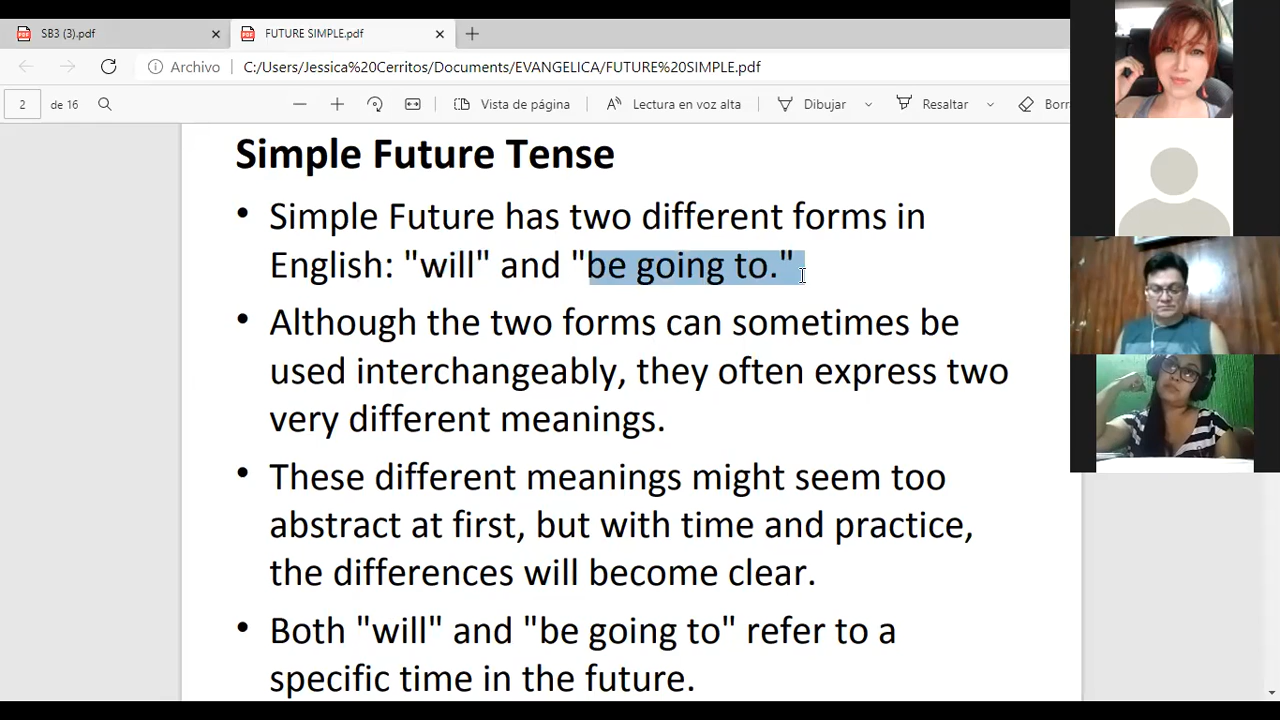 SB3 (3).pdf
FUTURE SIMPLE.pdf
Archivo C:/Users/Jessica%20Cerritos/Documents/EVANGELICA/FUTURE%20SIMPLE.pdf
2 de 16 Vista de página Lectura en voz alta Dibujar Resaltar Borr
Simple Future Tense
• Simple Future has two different forms in
English: "will" and "be going to."
• Although the two forms can sometimes be
used interchangeably, they often express two
very different meanings.
• These different meanings might seem too
abstract at first, but with time and practice,
the differences will become clear.
• Both "will" and "be going to" refer to a
specific time in the future.